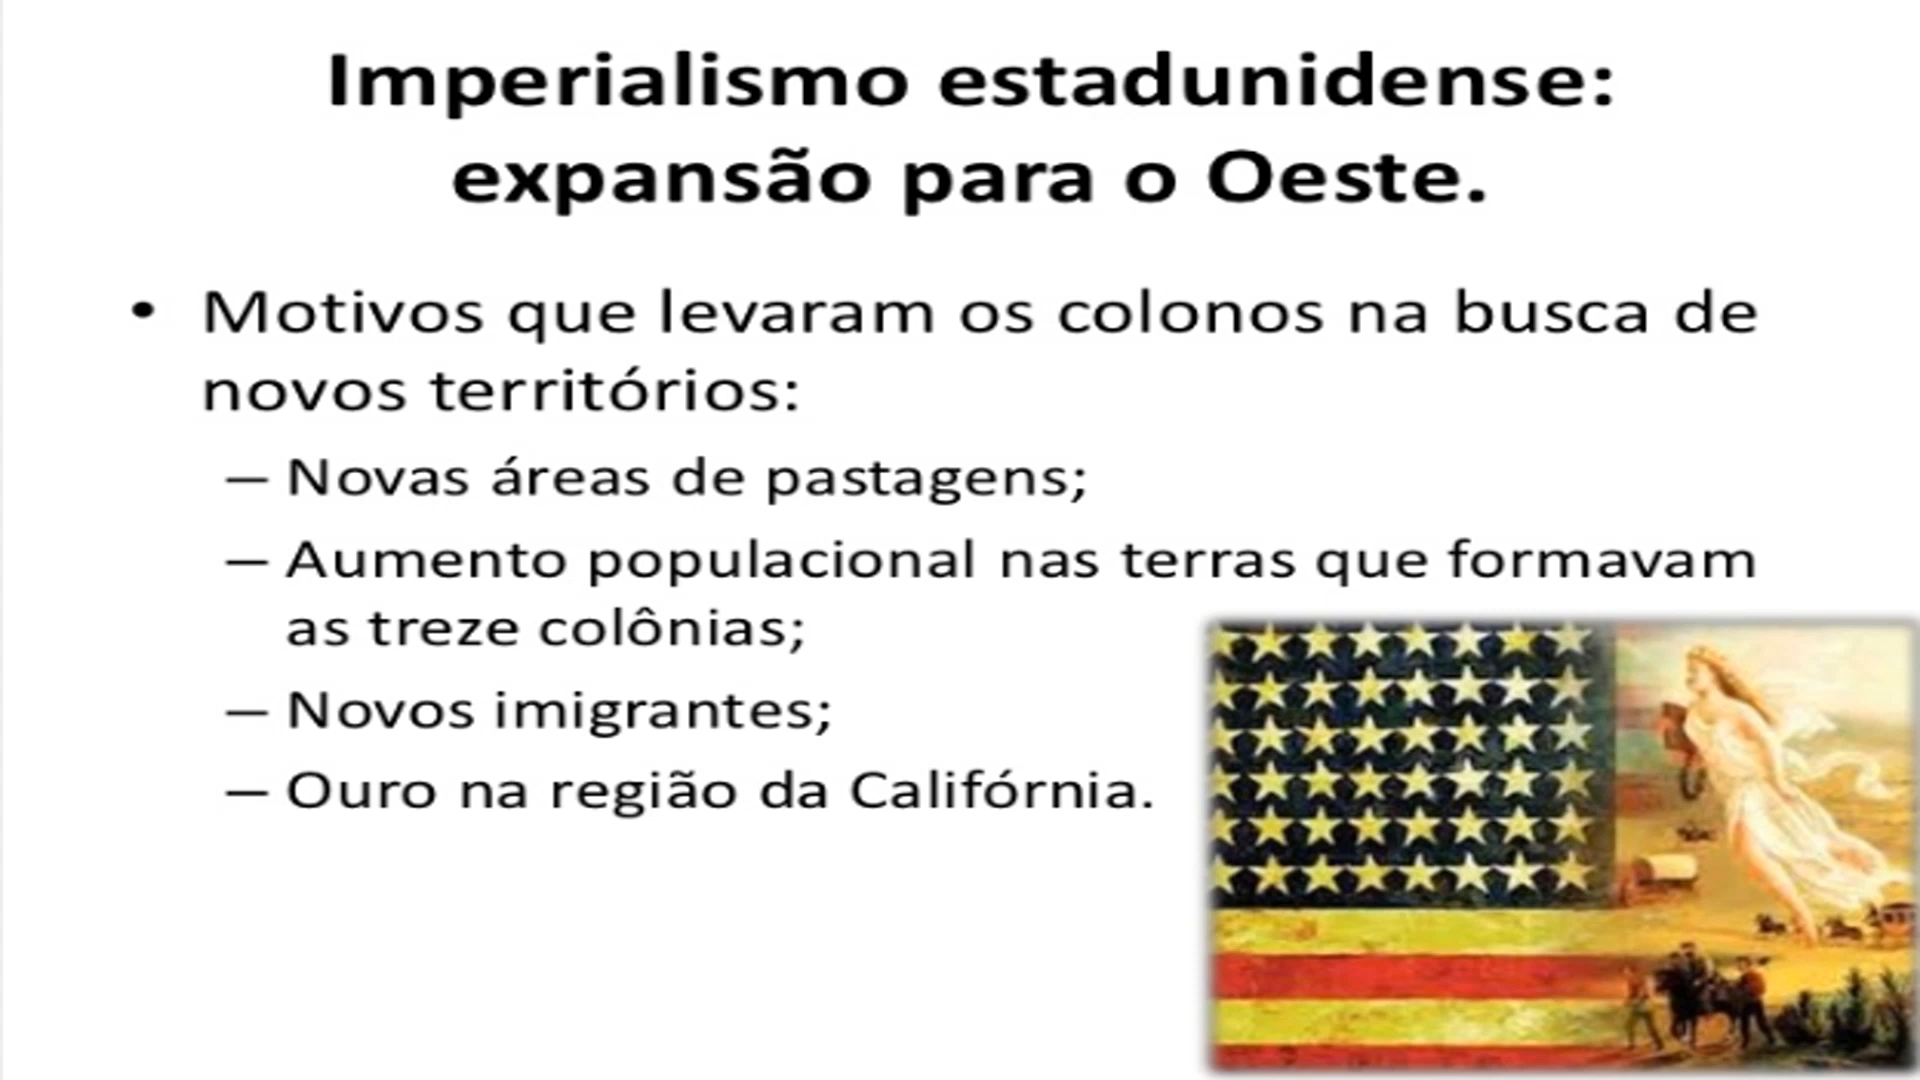 Imperialismo estadunidense:
expansão para o Oeste.
• Motivos que levaram os colonos na busca de
novos territórios:
– Novas áreas de pastagens;
– Aumento populacional nas terras que formavam
as treze colônias;
– Novos imigrantes;
– Ouro na região da Califórnia.